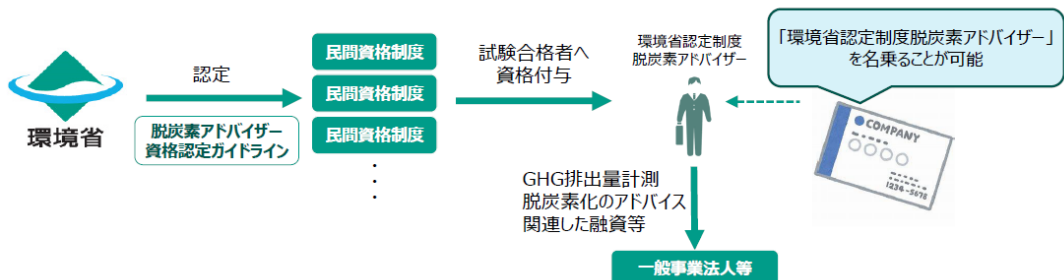 環境省
認定
脱炭素アドバイザー
資格認定ガイドライン
民間資格制度
民間資格制度
民間資格制度
・
・
・
試験合格者へ
資格付与
環境省認定制度
脱炭素アドバイザー
「環境省認定制度脱炭素アドバイザー」
を名乗ることが可能
COMPANY
1234-5678
GHG排出量計測
脱炭素化のアドバイス
関連した融資等
一般事業法人等